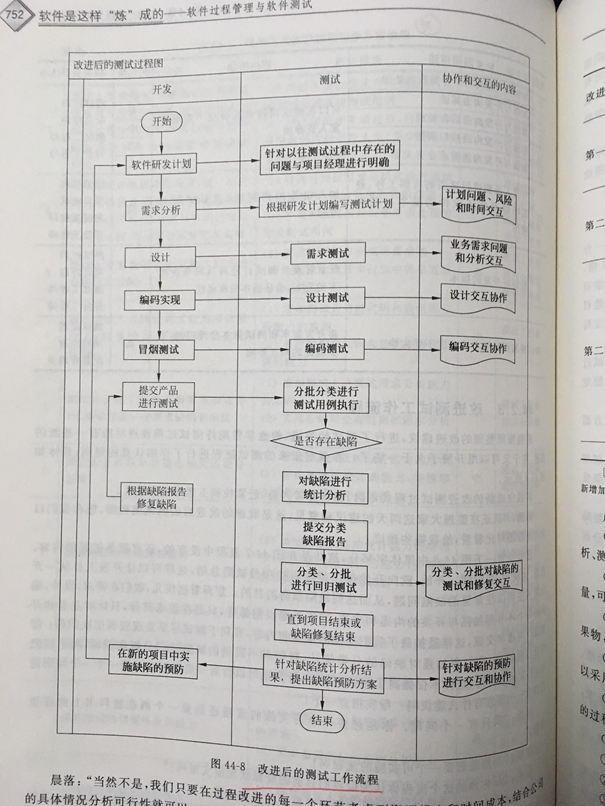 752
软件是这样“炼”成的——软件过程管理与软件测试
改进后的测试过程图
开发
测试
协作和交互的内容
开始
软件研发计划
针对以往测试过程中存在的
问题与项目经理进行明确
需求分析
根据研发计划编写测试计划
计划问题、风险
和时间交互
设计
需求测试
业务需求问题
和分析交互
编码实现
设计测试
设计交互协作
冒烟测试
编码测试
编码交互协作
提交产品
进行测试
分批分类进行
测试用例执行
是否存在缺陷
对缺陷进行
统计分析
根据缺陷报告
修复缺陷
提交分类
缺陷报告
分类、分批
进行回归测试
分类、分批对缺陷的
测试和修复交互
直到项目结束或
缺陷修复结束
在新的项目中实
施缺陷的预防
针对缺陷统计分析结
果，提出缺陷预防方案
针对缺陷的预防
进行交互和协作
结束
图 44-8 改进后的测试工作流程
晨落：“当然不是，我们只要在过程改进的每一个环节考虑到
时间成本，结合公司
的具体情况分析可行性就可以
改进
第一
第二
第二
新增加
析、测
量，可
果物，
以采用
的过程